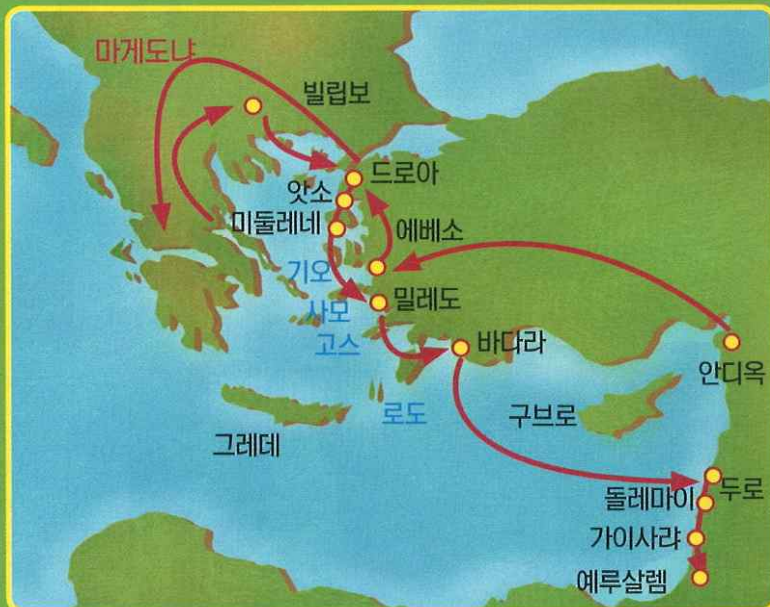 마게도냐
빌립보
드로아
앗소
미둘레네
에베소
기오
사모
밀레도
고스
바다라
안디옥
로도
구브로
그레데
두로
돌레마이
가이사랴
예루살렘